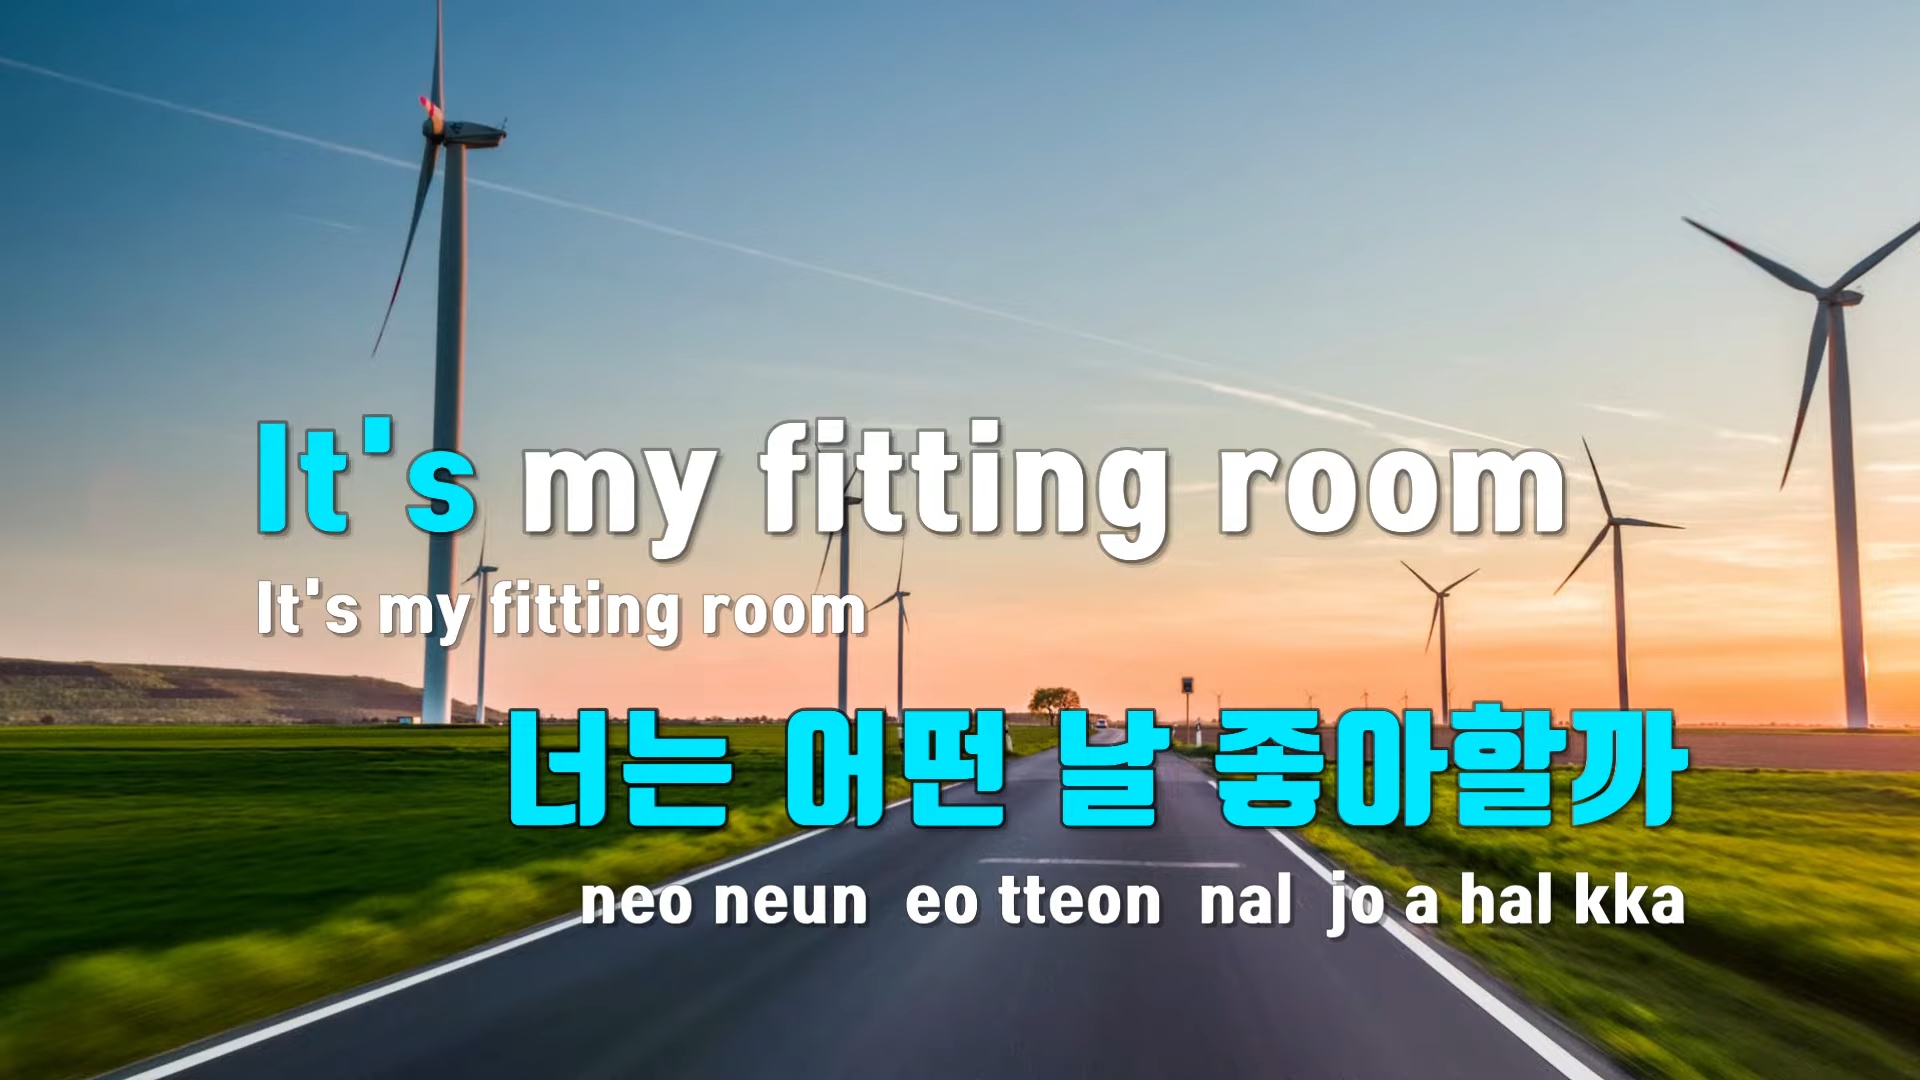 It's my fitting room
It's my fitting room
너는 어떤 날 좋아할까
neo neun eo tteon nal jo a hal kka